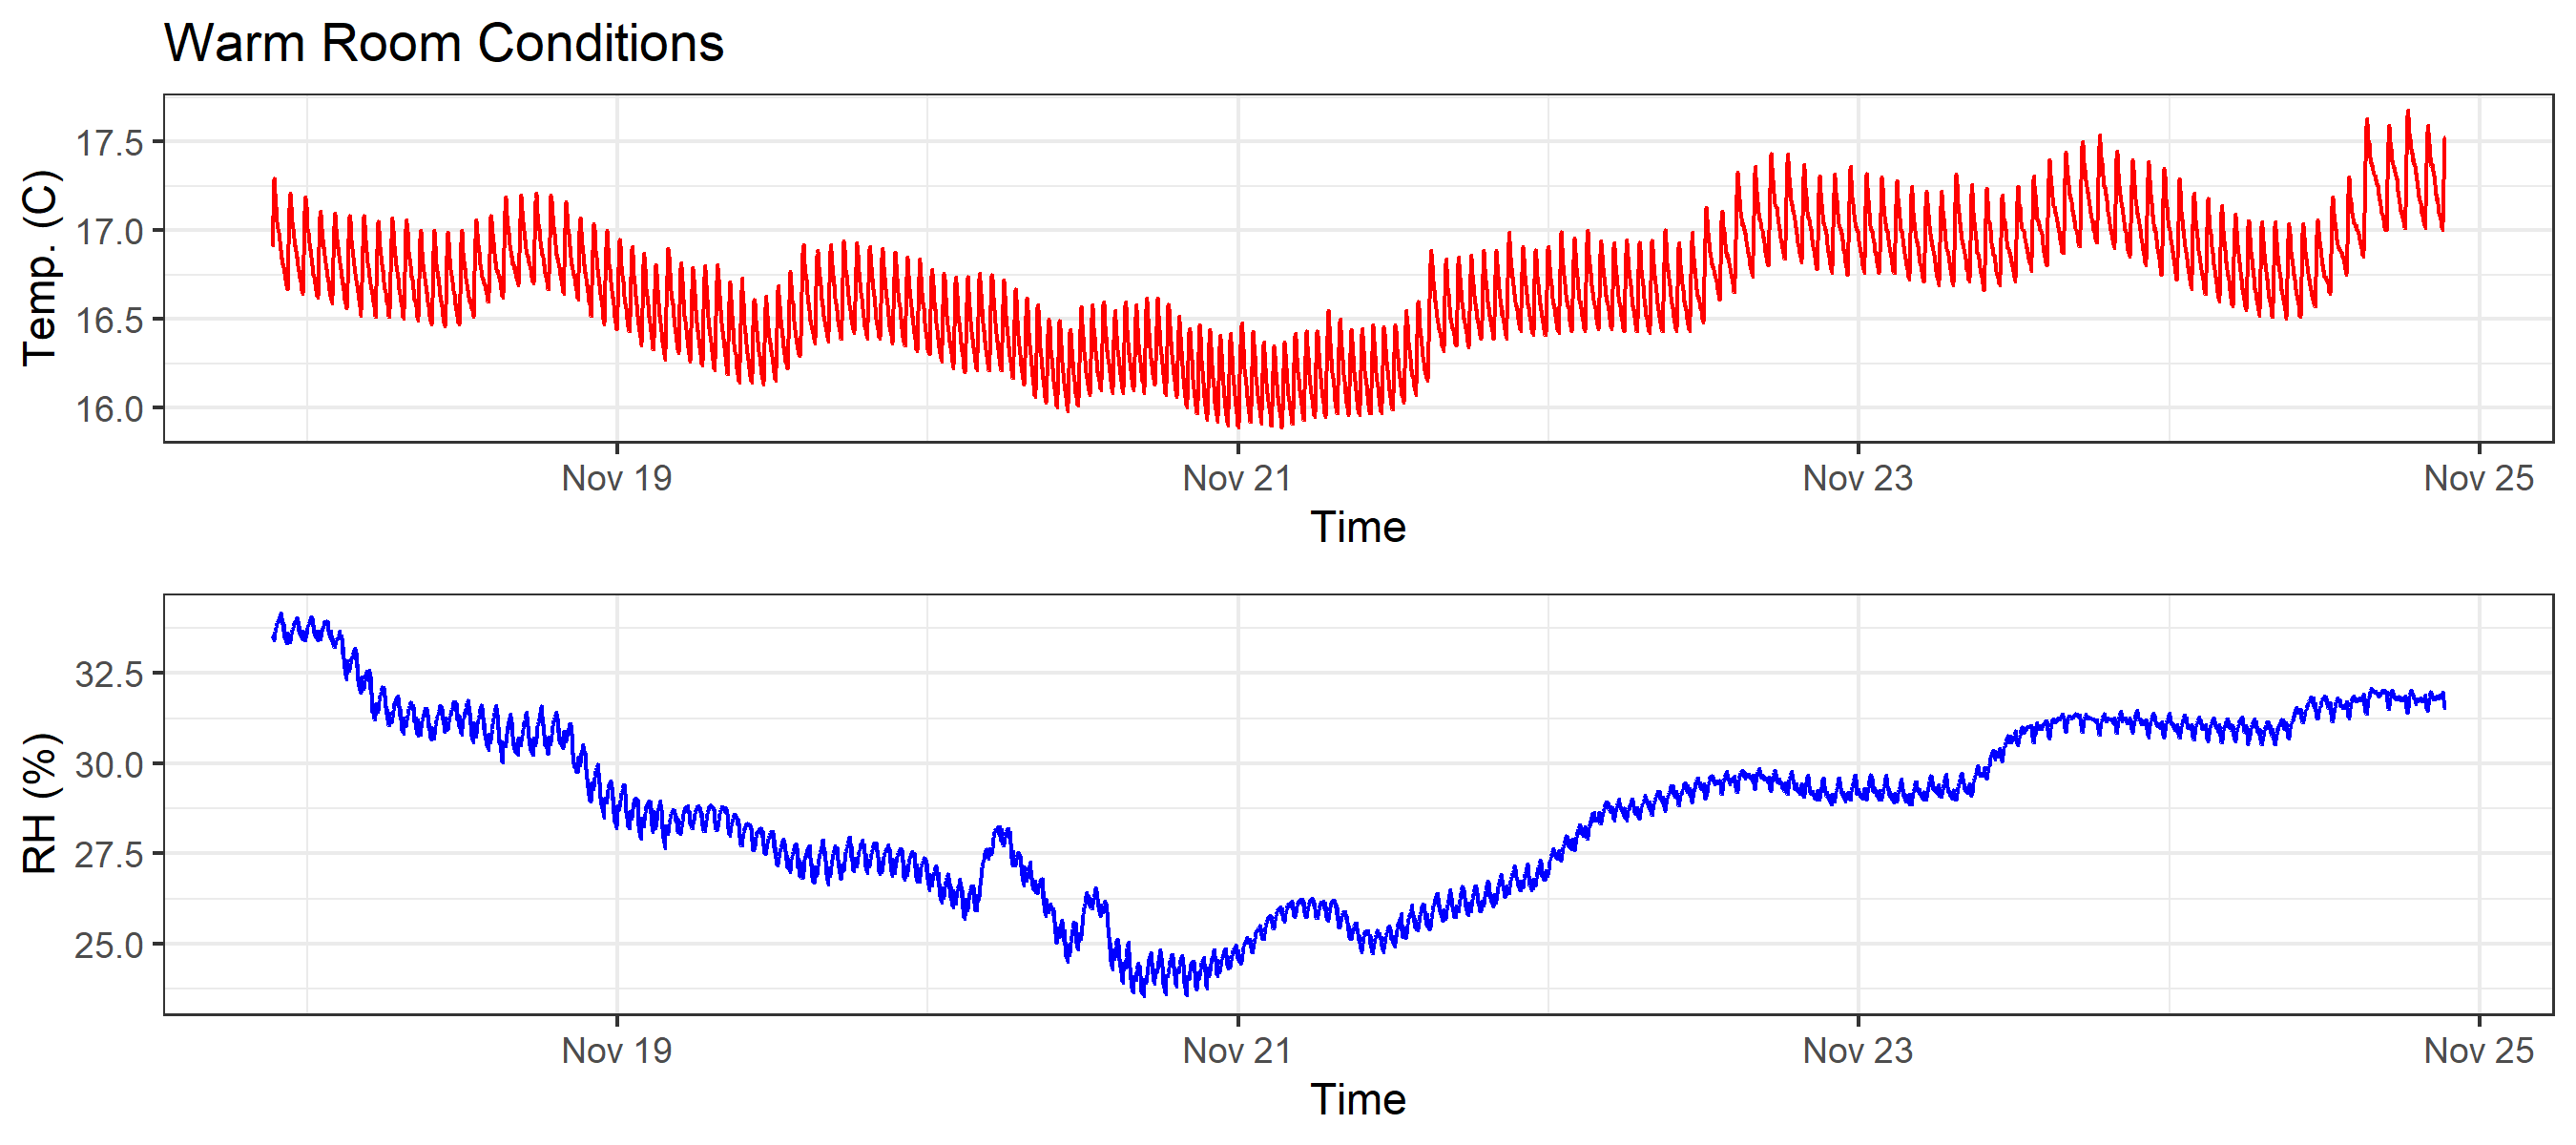 Warm Room Conditions
Temp. (C)
17.5
17.0
16.5
16.0
Nov 19 Nov 21 Nov 23 Nov 25
Time
RH (%)
32.5
30.0
27.5
25.0
Nov 19 Nov 21 Nov 23 Nov 25
Time